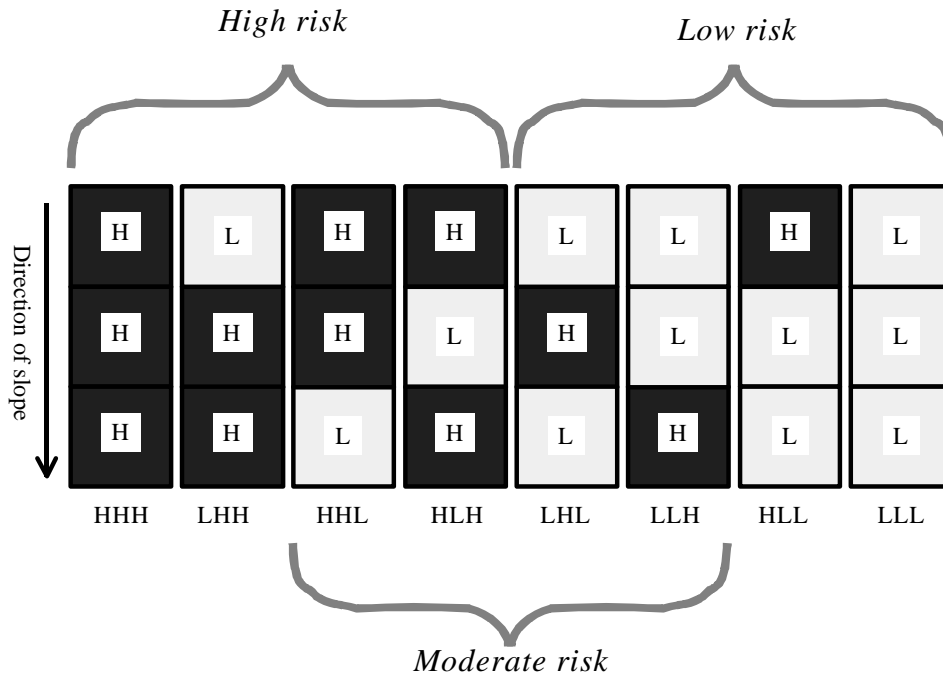 High risk
Low risk
Direction of slope
H L H H L L H L
H H H L H L L L
H H L H L H L L
HHH LHH HHL HLH LHL LLH HLL LLL
Moderate risk